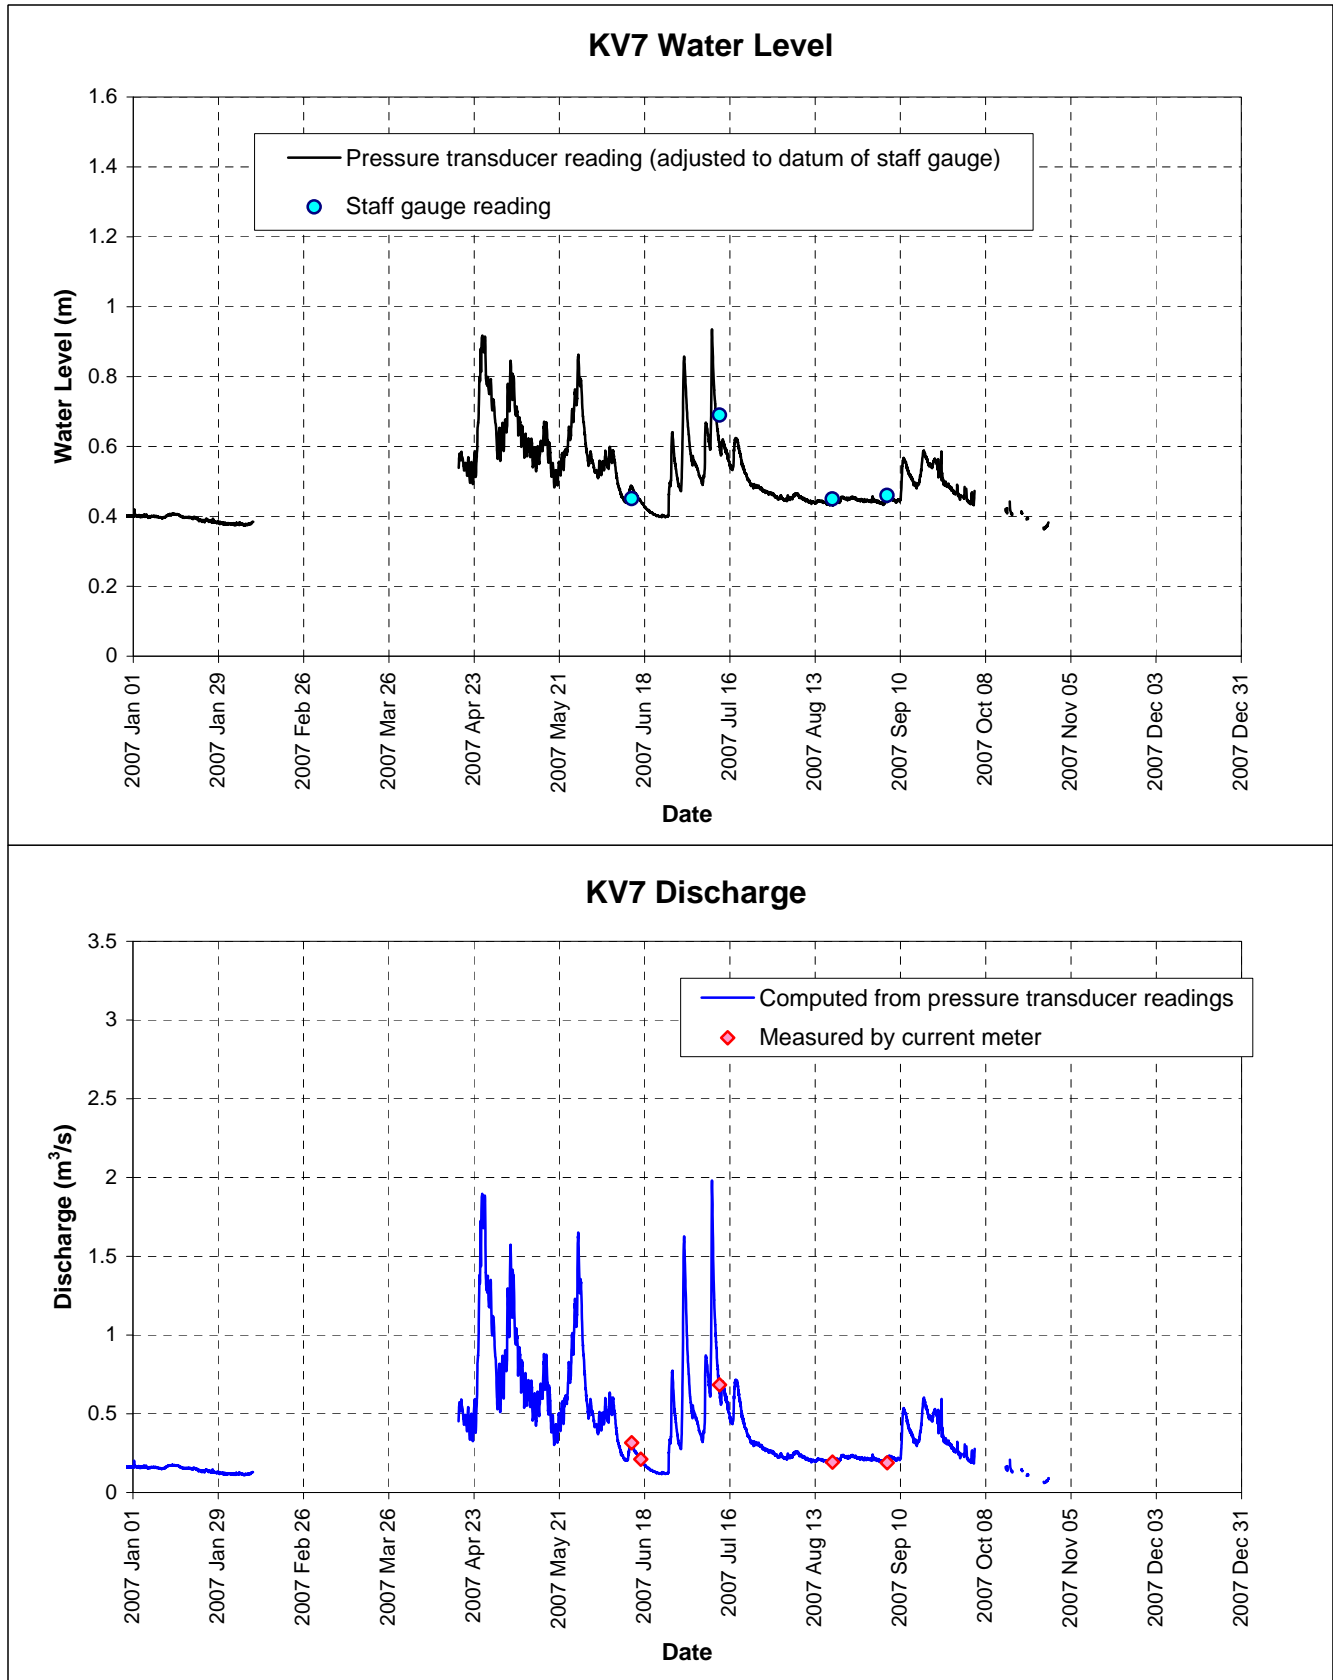 KV7 Water Level
1.6
1.4
1.2
1
0.8
0.6
0.4
0.2
0
Water Level (m)
Pressure transducer reading (adjusted to datum of staff gauge)
Staff gauge reading
2007 Jan 01
2007 Jan 29
2007 Feb 26
2007 Mar 26
2007 Apr 23
2007 May 21
2007 Jun 18
2007 Jul 16
2007 Aug 13
2007 Sep 10
2007 Oct 08
2007 Nov 05
2007 Dec 03
2007 Dec 31
Date
KV7 Discharge
3.5
3
2.5
2
1.5
1
0.5
0
Discharge (m³/s)
Computed from pressure transducer readings
Measured by current meter
2007 Jan 01
2007 Jan 29
2007 Feb 26
2007 Mar 26
2007 Apr 23
2007 May 21
2007 Jun 18
2007 Jul 16
2007 Aug 13
2007 Sep 10
2007 Oct 08
2007 Nov 05
2007 Dec 03
2007 Dec 31
Date